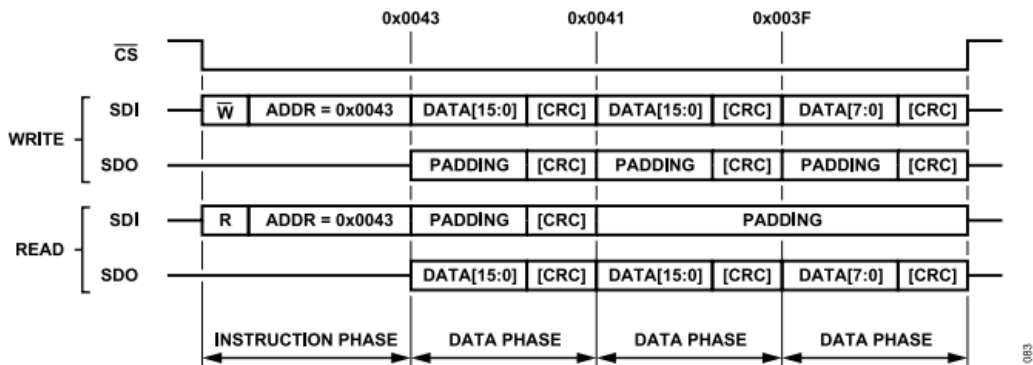 0x0043 0x0041 0x003F
CS
WRITE
SDI W ADDR = 0x0043 DATA[15:0] [CRC] DATA[15:0] [CRC] DATA[7:0] [CRC]
SDO PADDING [CRC] PADDING [CRC] PADDING [CRC]
READ
SDI R ADDR = 0x0043 PADDING [CRC] PADDING
SDO DATA[15:0] [CRC] DATA[15:0] [CRC] DATA[7:0] [CRC]
INSTRUCTION PHASE DATA PHASE DATA PHASE DATA PHASE
083